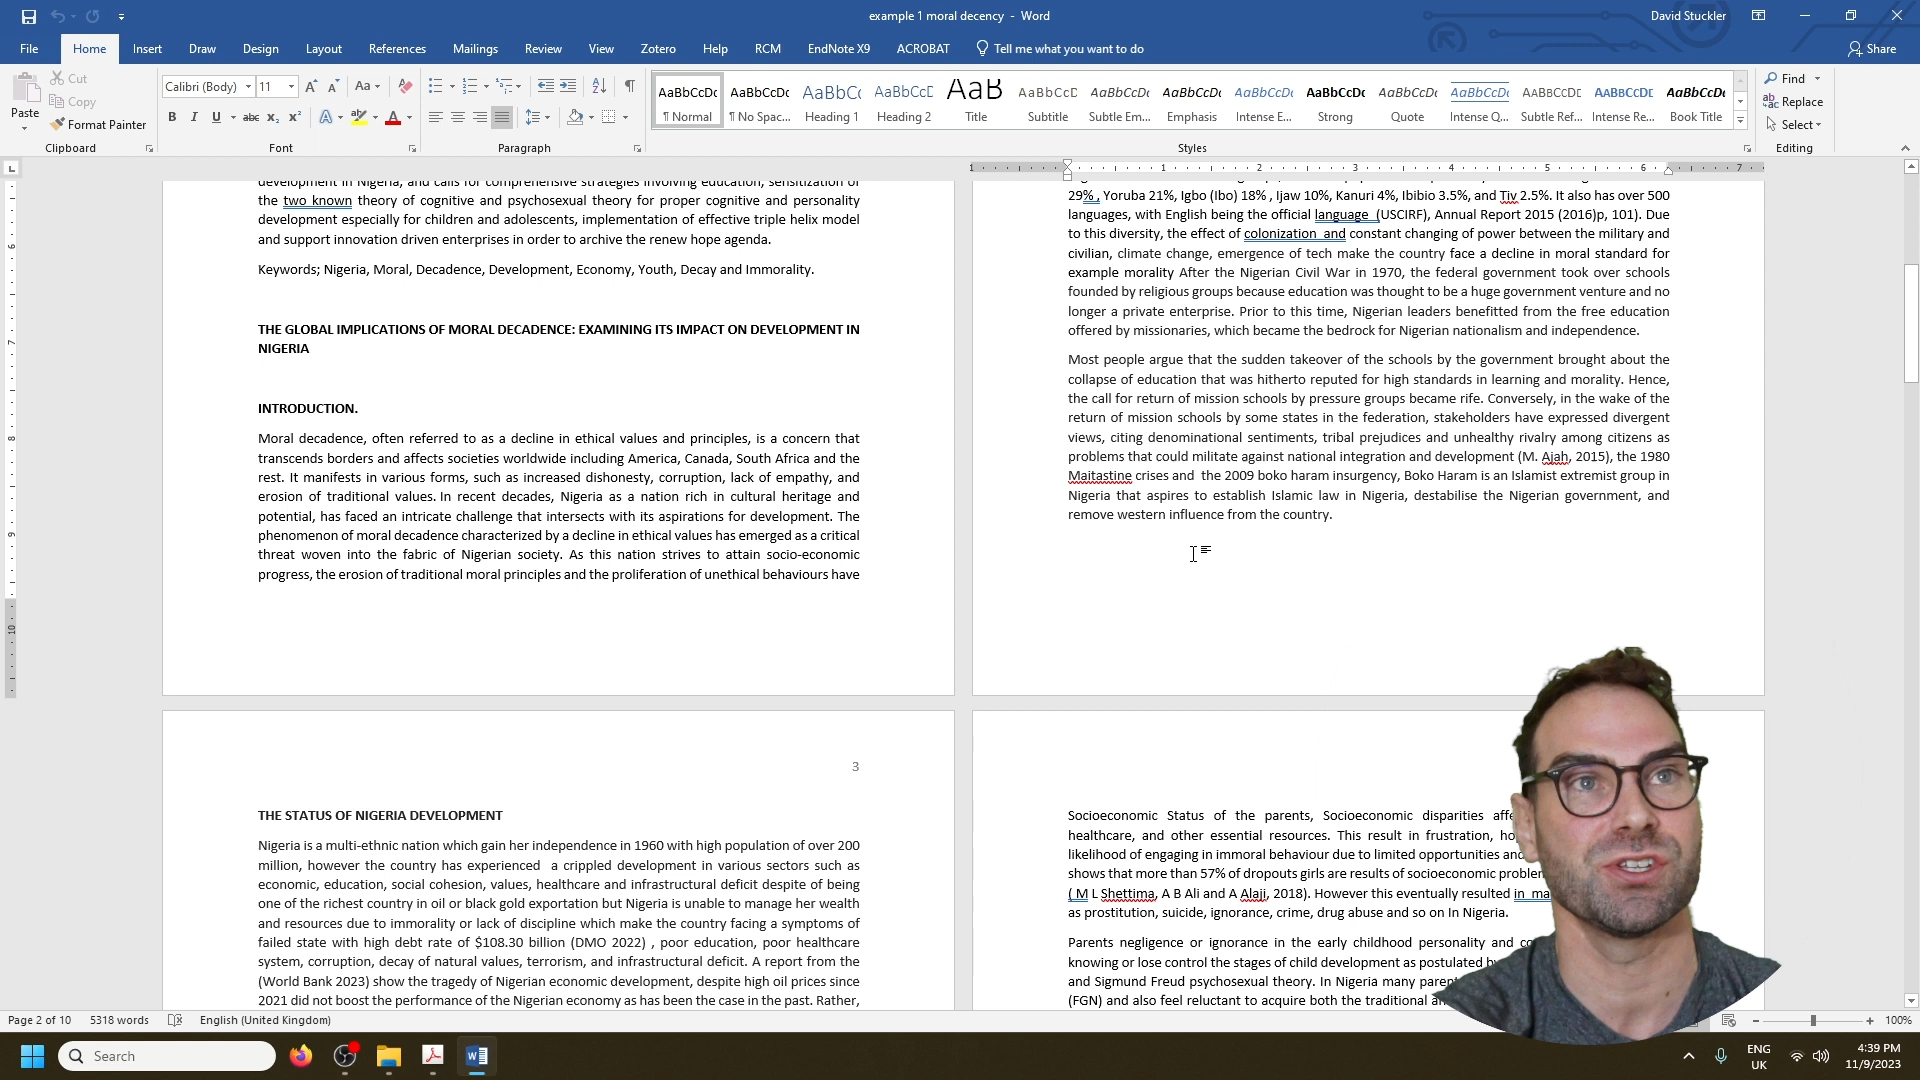 example 1 moral decency - Word
David Stuckler
File Home Insert Draw Design Layout References Mailings Review View Zotero Help RCM EndNote X9 ACROBAT Tell me what you want to do
Share
Cut
Copy
Format Painter
Paste
Clipboard
Calibri (Body) 11
Font
Paragraph
AaBbCcDc AaBbCcDc AaBbCc AaBbCcD AaB AaBbCcD AaBbCcDc AaBbCcDc AaBbCcDc AaBbCcDc AaBbCcDc AaBbCcDc AABBCCDE AABBCCDE AaBbCcDc
¶ Normal ¶ No Spac... Heading 1 Heading 2 Title Subtitle Subtle Em... Emphasis Intense E... Strong Quote Intense Q... Subtle Ref... Intense Re... Book Title
Styles
Find
Replace
Select
Editing
development in Nigeria, and calls for comprehensive strategies involving education, sensitization of
the two known theory of cognitive and psychosexual theory for proper cognitive and personality
development especially for children and adolescents, implementation of effective triple helix model
and support innovation driven enterprises in order to archive the renew hope agenda.
Keywords; Nigeria, Moral, Decadence, Development, Economy, Youth, Decay and Immorality.
THE GLOBAL IMPLICATIONS OF MORAL DECADENCE: EXAMINING ITS IMPACT ON DEVELOPMENT IN
NIGERIA
INTRODUCTION.
Moral decadence, often referred to as a decline in ethical values and principles, is a concern that
transcends borders and affects societies worldwide including America, Canada, South Africa and the
rest. It manifests in various forms, such as increased dishonesty, corruption, lack of empathy, and
erosion of traditional values. In recent decades, Nigeria as a nation rich in cultural heritage and
potential, has faced an intricate challenge that intersects with its aspirations for development. The
phenomenon of moral decadence characterized by a decline in ethical values has emerged as a critical
threat woven into the fabric of Nigerian society. As this nation strives to attain socio-economic
progress, the erosion of traditional moral principles and the proliferation of unethical behaviours have
29% , Yoruba 21%, Igbo (Ibo) 18% , Ijaw 10%, Kanuri 4%, Ibibio 3.5%, and Tiv 2.5%. It also has over 500
languages, with English being the official language (USCIRF), Annual Report 2015 (2016)p, 101). Due
to this diversity, the effect of colonization and constant changing of power between the military and
civilian, climate change, emergence of tech make the country face a decline in moral standard for
example morality After the Nigerian Civil War in 1970, the federal government took over schools
founded by religious groups because education was thought to be a huge government venture and no
longer a private enterprise. Prior to this time, Nigerian leaders benefitted from the free education
offered by missionaries, which became the bedrock for Nigerian nationalism and independence.
Most people argue that the sudden takeover of the schools by the government brought about the
collapse of education that was hitherto reputed for high standards in learning and morality. Hence,
the call for return of mission schools by pressure groups became rife. Conversely, in the wake of the
return of mission schools by some states in the federation, stakeholders have expressed divergent
views, citing denominational sentiments, tribal prejudices and unhealthy rivalry among citizens as
problems that could militate against national integration and development (M. Ajah, 2015), the 1980
Maitastine crises and the 2009 boko haram insurgency, Boko Haram is an Islamist extremist group in
Nigeria that aspires to establish Islamic law in Nigeria, destabilise the Nigerian government, and
remove western influence from the country.
3
THE STATUS OF NIGERIA DEVELOPMENT
Nigeria is a multi-ethnic nation which gain her independence in 1960 with high population of over 200
million, however the country has experienced a crippled development in various sectors such as
economic, education, social cohesion, values, healthcare and infrastructural deficit despite of being
one of the richest country in oil or black gold exportation but Nigeria is unable to manage her wealth
and resources due to immorality or lack of discipline which make the country facing a symptoms of
failed state with high debt rate of $108.30 billion (DMO 2022) , poor education, poor healthcare
system, corruption, decay of natural values, terrorism, and infrastructural deficit. A report from the
(World Bank 2023) show the tragedy of Nigerian economic development, despite high oil prices since
2021 did not boost the performance of the Nigerian economy as has been the case in the past. Rather,
Socioeconomic Status of the parents, Socioeconomic disparities
healthcare, and other essential resources. This result in frustration,
likelihood of engaging in immoral behaviour due to limited opportunities
shows that more than 57% of dropouts girls are results of socioeconomic
( M L Shettima, A B Ali and A Alaji, 2018). However this eventually resulted in
as prostitution, suicide, ignorance, crime, drug abuse and so on In Nigeria.
Parents negligence or ignorance in the early childhood personality and
knowing or lose control the stages of child development as postulated
and Sigmund Freud psychosexual theory. In Nigeria many
(FGN) and also feel reluctant to acquire both the traditional
Page 2 of 10 5318 words English (United Kingdom)
100%
Search
ENG
UK
4:39 PM
11/9/2023